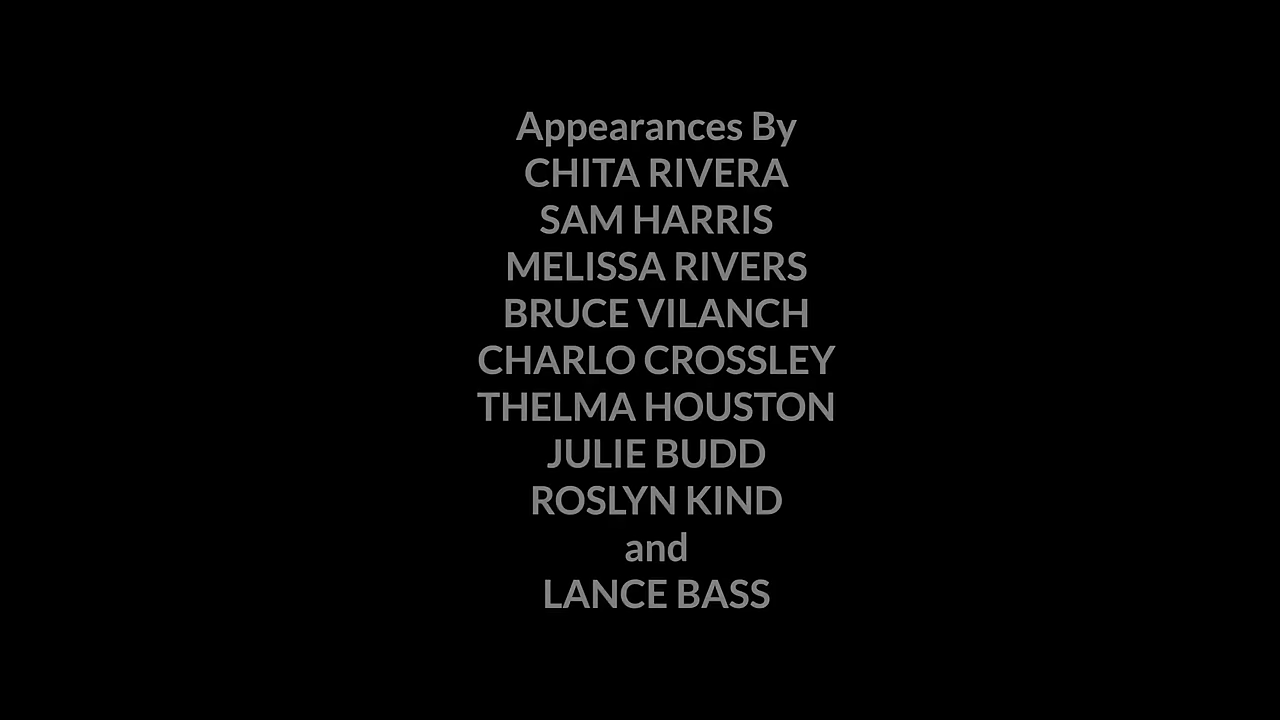 Appearances By
CHITA RIVERA
SAM HARRIS
MELISSA RIVERS
BRUCE VILANCH
CHARLO CROSSLEY
THELMA HOUSTON
JULIE BUDD
ROSLYN KIND
and
LANCE BASS